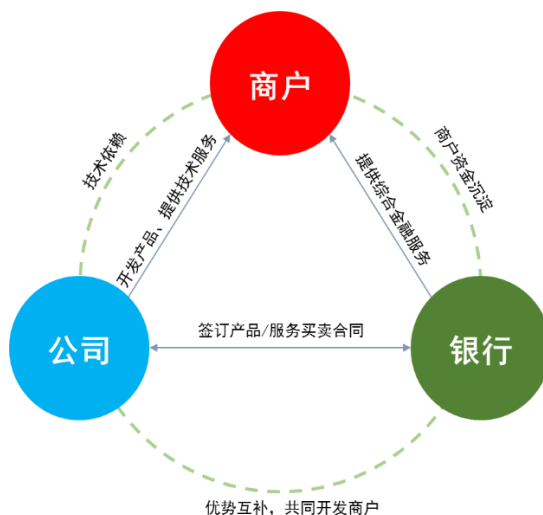 商户
技术依赖
开发产品、提供技术服务
提供综合金融服务
商户资金沉淀
公司
签订产品/服务买卖合同
银行
优势互补，共同开发商户